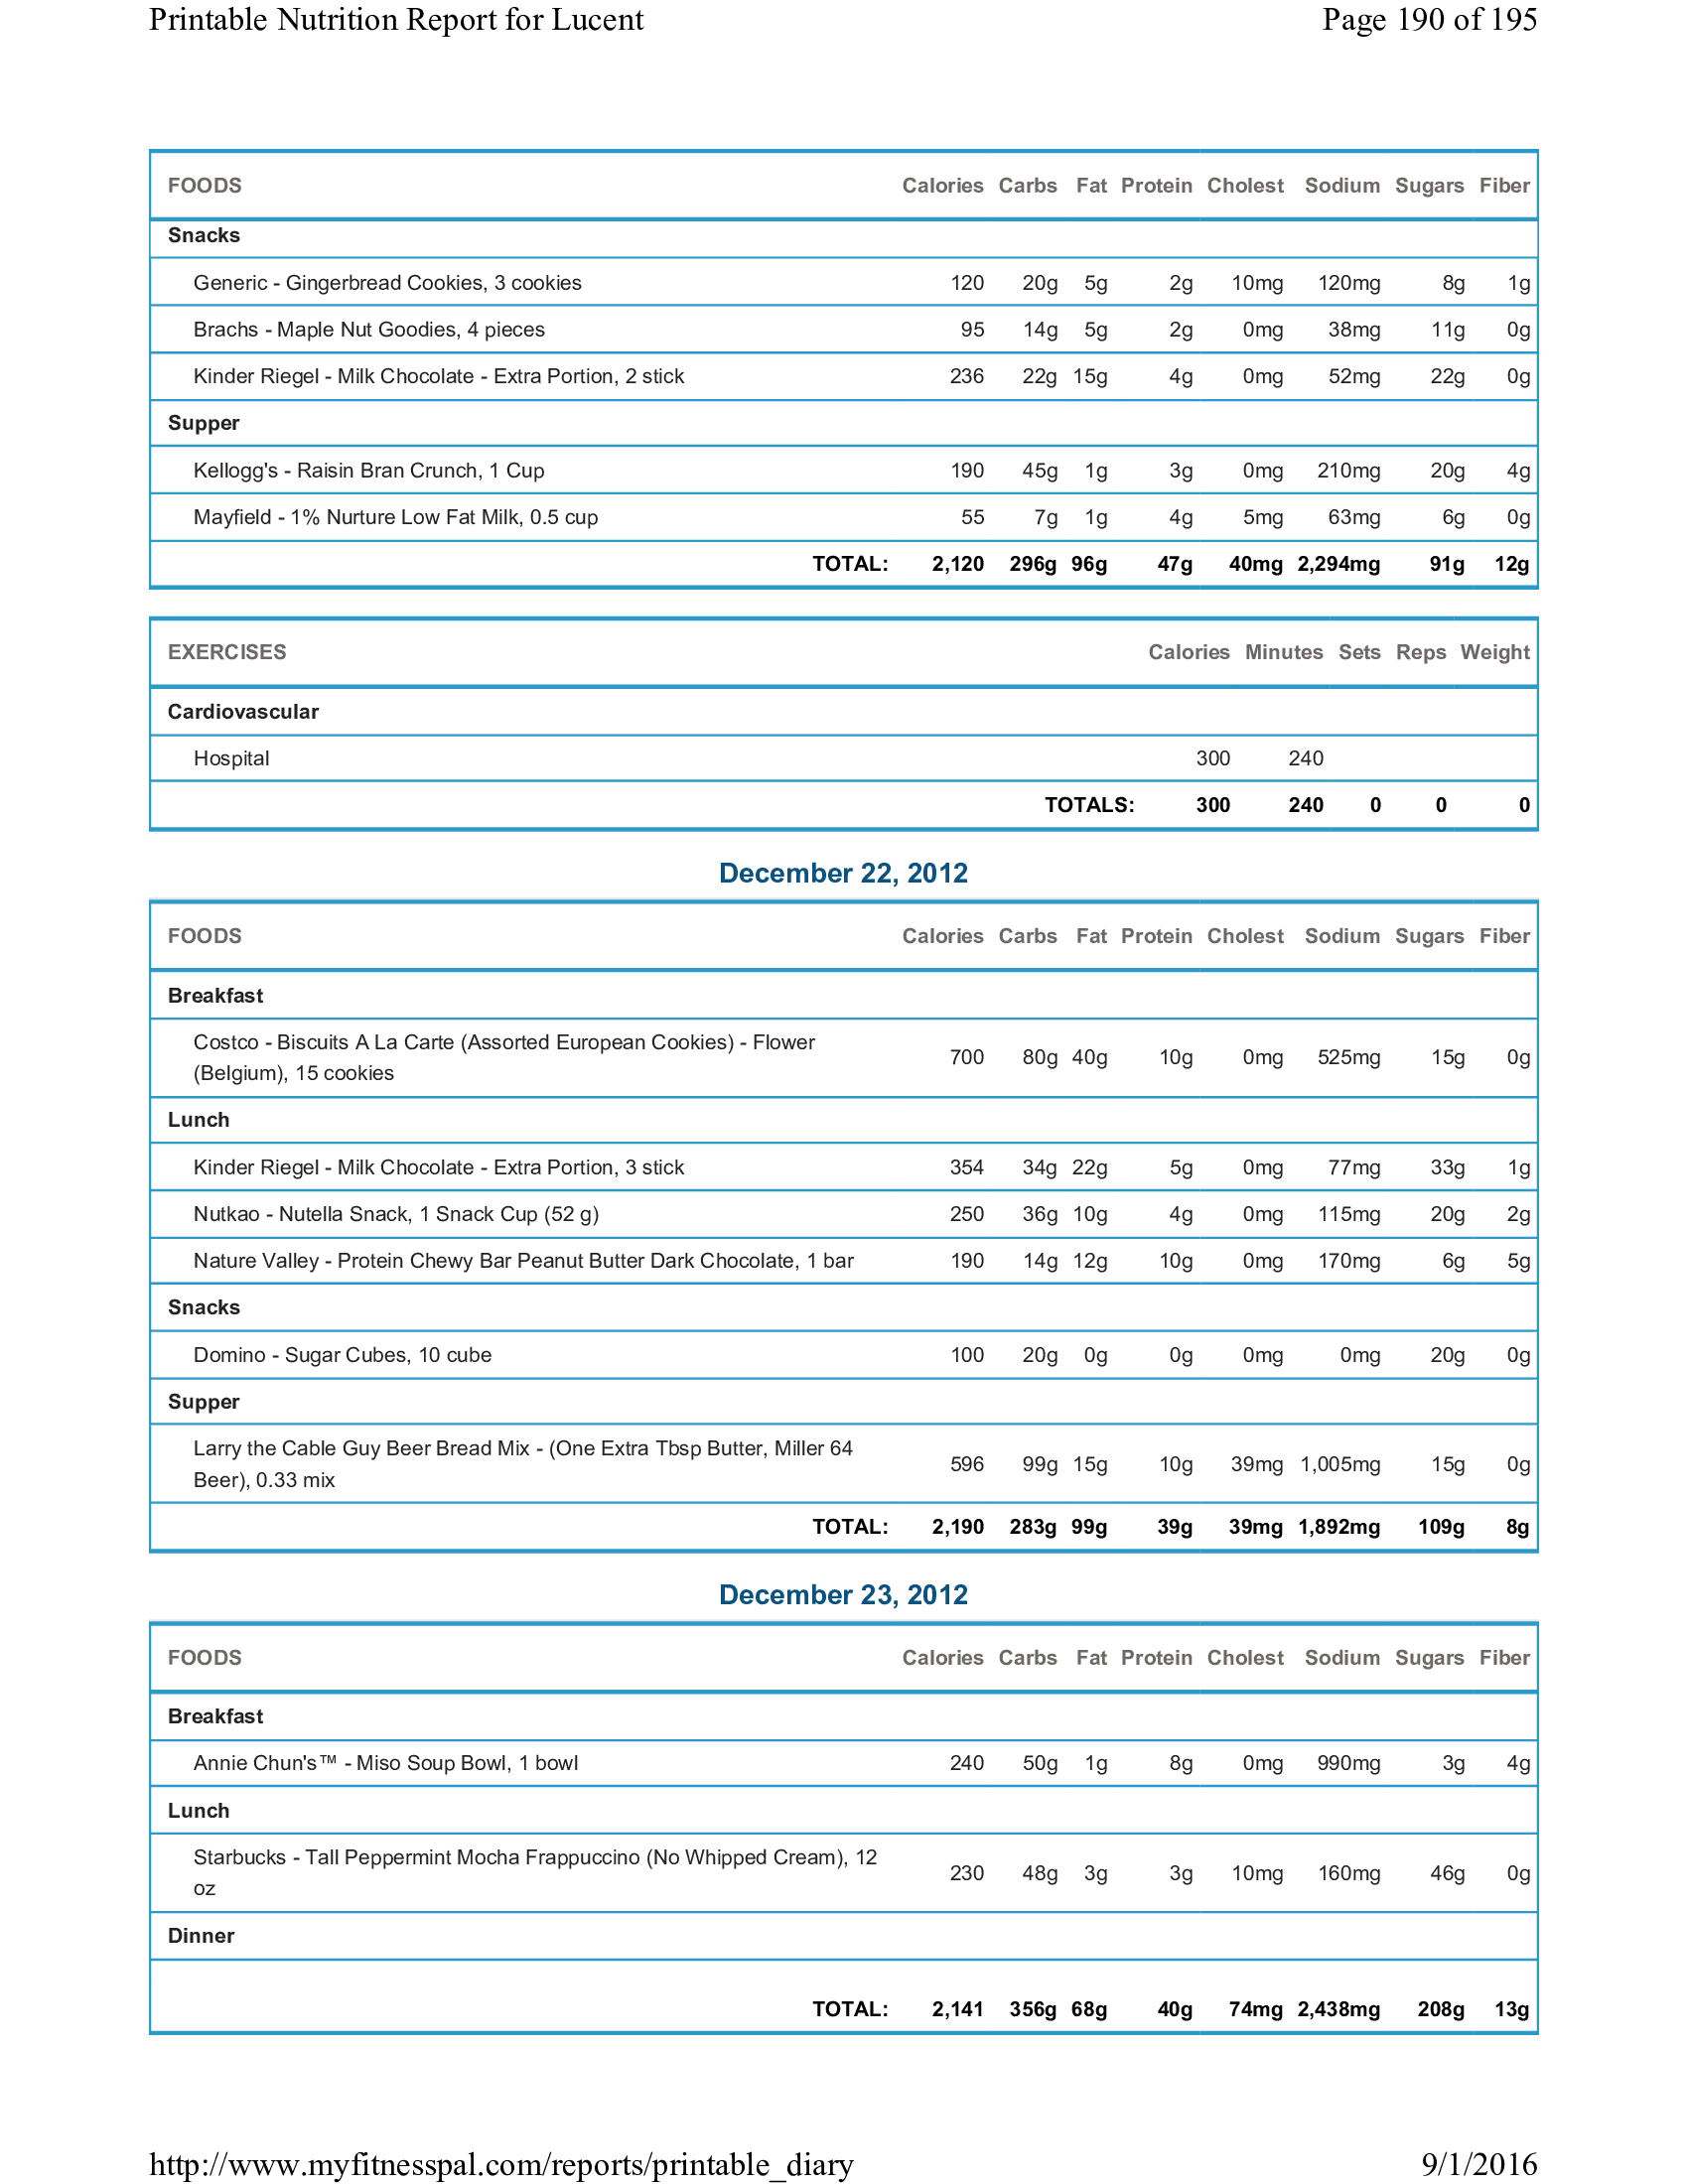 Printable Nutrition Report for Lucent Page 190 of 195
FOODS Calories Carbs Fat Protein Cholest Sodium Sugars Fiber
Snacks
Generic - Gingerbread Cookies, 3 cookies 120 20g 5g 2g 10mg 120mg 8g 1g
Brachs - Maple Nut Goodies, 4 pieces 95 14g 5g 2g 0mg 38mg 11g 0g
Kinder Riegel - Milk Chocolate - Extra Portion, 2 stick 236 22g 15g 4g 0mg 52mg 22g 0g
Supper
Kellogg's - Raisin Bran Crunch, 1 Cup 190 45g 1g 3g 0mg 210mg 20g 4g
Mayfield - 1% Nurture Low Fat Milk, 0.5 cup 55 7g 1g 4g 5mg 63mg 6g 0g
TOTAL: 2,120 296g 96g 47g 40mg 2,294mg 91g 12g
EXERCISES Calories Minutes Sets Reps Weight
Cardiovascular
Hospital 300 240
TOTALS: 300 240 0 0 0
December 22, 2012
FOODS Calories Carbs Fat Protein Cholest Sodium Sugars Fiber
Breakfast
Costco - Biscuits A La Carte (Assorted European Cookies) - Flower
(Belgium), 15 cookies 700 80g 40g 10g 0mg 525mg 15g 0g
Lunch
Kinder Riegel - Milk Chocolate - Extra Portion, 3 stick 354 34g 22g 5g 0mg 77mg 33g 1g
Nutkao - Nutella Snack, 1 Snack Cup (52 g) 250 36g 10g 4g 0mg 115mg 20g 2g
Nature Valley - Protein Chewy Bar Peanut Butter Dark Chocolate, 1 bar 190 14g 12g 10g 0mg 170mg 6g 5g
Snacks
Domino - Sugar Cubes, 10 cube 100 20g 0g 0g 0mg 0mg 20g 0g
Supper
Larry the Cable Guy Beer Bread Mix - (One Extra Tbsp Butter, Miller 64
Beer), 0.33 mix 596 99g 15g 10g 39mg 1,005mg 15g 0g
TOTAL: 2,190 283g 99g 39g 39mg 1,892mg 109g 8g
December 23, 2012
FOODS Calories Carbs Fat Protein Cholest Sodium Sugars Fiber
Breakfast
Annie Chun's™ - Miso Soup Bowl, 1 bowl 240 50g 1g 8g 0mg 990mg 3g 4g
Lunch
Starbucks - Tall Peppermint Mocha Frappuccino (No Whipped Cream), 12
oz 230 48g 3g 3g 10mg 160mg 46g 0g
Dinner
TOTAL: 2,141 356g 68g 40g 74mg 2,438mg 208g 13g
http://www.myfitnesspal.com/reports/printable_diary 9/1/2016